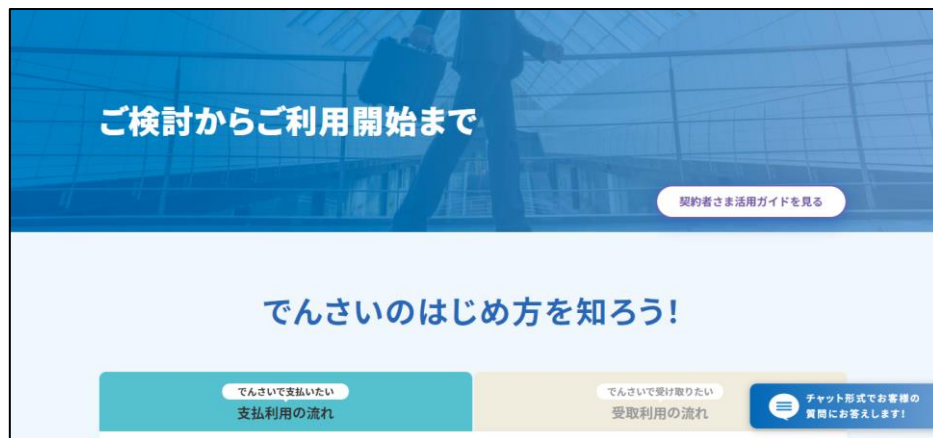 ご検討からご利用開始まで
契約者さま活用ガイドを見る
でんさいのはじめ方を知ろう!
でんさいで支払いたい
支払利用の流れ
でんさいで受け取りたい
受取利用の流れ
チャット形式でお客様の
質問にお答えします!